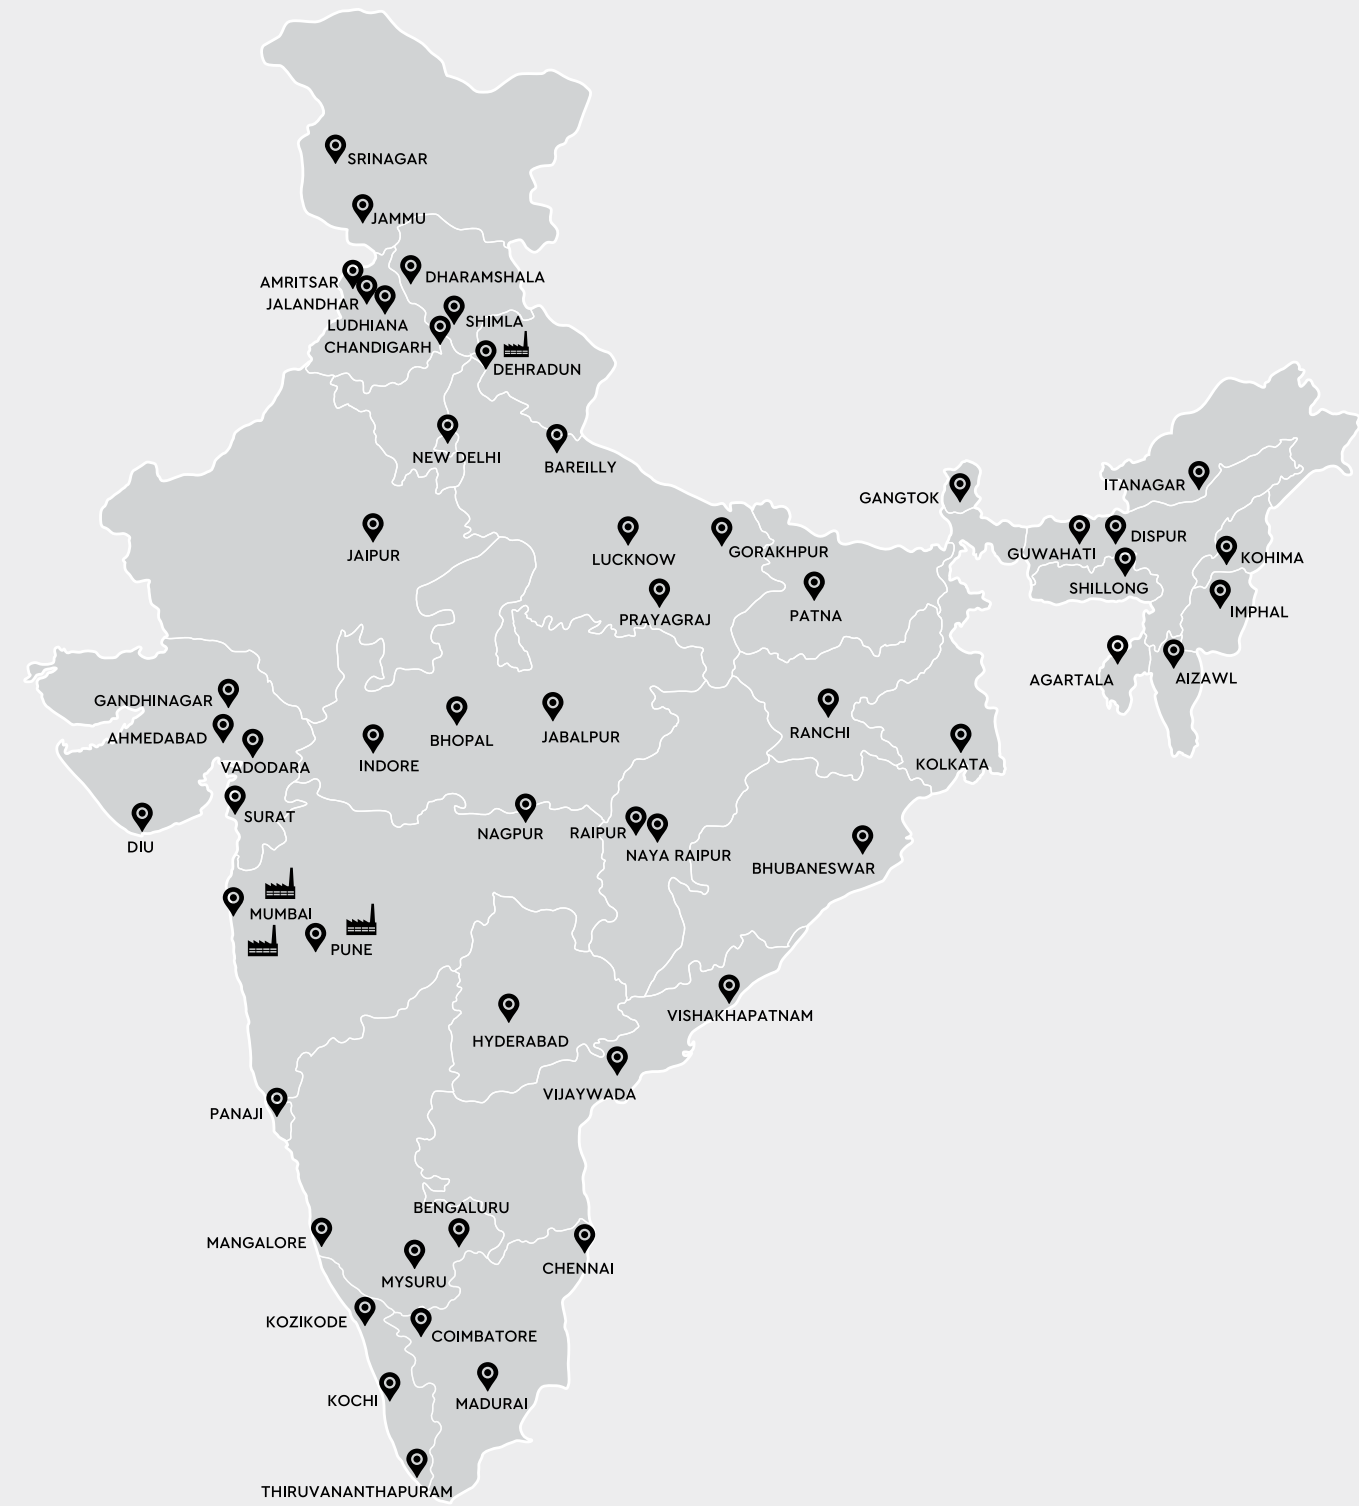 SRINAGAR
JAMMU
DHARAMSHALA
AMRITSAR
JALANDHAR
SHIMLA
LUDHIANA
CHANDIGARH
DEHRADUN
NEW DELHI
BAREILLY
ITANAGAR
GANGTOK
DISPUR
JAIPUR
LUCKNOW
GORAKHPUR
GUWAHATI
KOHIMA
SHILLONG
PRAYAGRAJ
PATNA
IMPHAL
AGARTALA
AIZAWL
GANDHINAGAR
AHMEDABAD
BHOPAL
JABALPUR
RANCHI
VADODARA
INDORE
KOLKATA
SURAT
NAGPUR
RAIPUR
DIU
NAYA RAIPUR
BHUBANESWAR
MUMBAI
PUNE
VISHAKHAPATNAM
HYDERABAD
VIJAYWADA
PANAJI
BENGALURU
MANGALORE
CHENNAI
MYSURU
KOZIKODE
COIMBATORE
KOCHI
MADURAI
THIRUVANANTHAPURAM